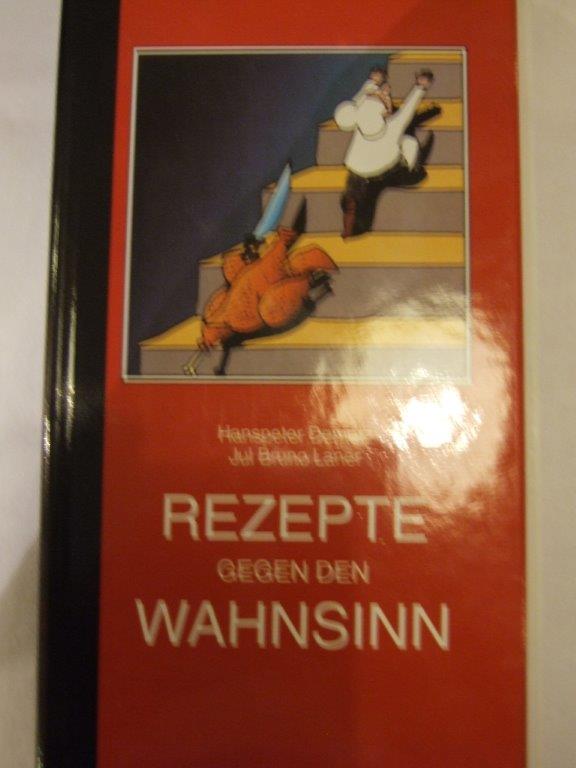 Hanspeter
Jul Bruno Laner
REZEPTE
GEGEN DEN
WAHNSINN